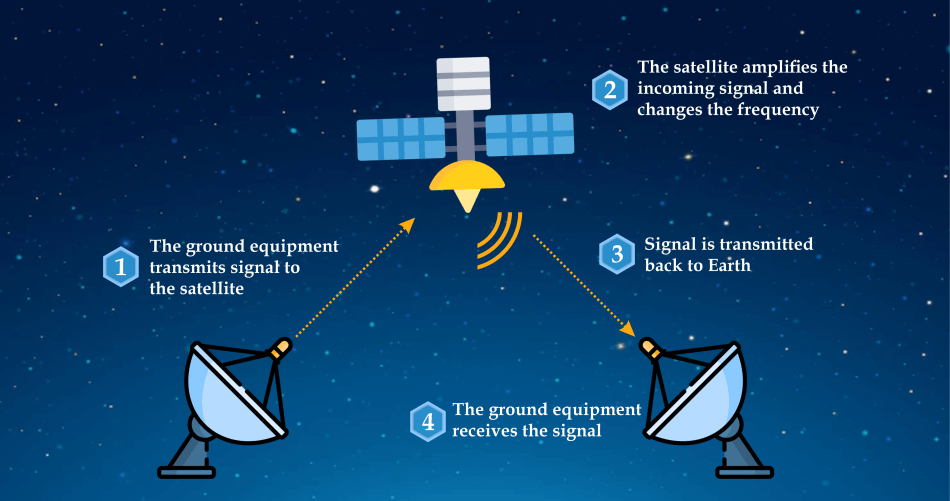 1
The ground equipment
transmits signal to
the satellite
2
The satellite amplifies the
incoming signal and
changes the frequency
3
Signal is transmitted
back to Earth
4
The ground equipment
receives the signal